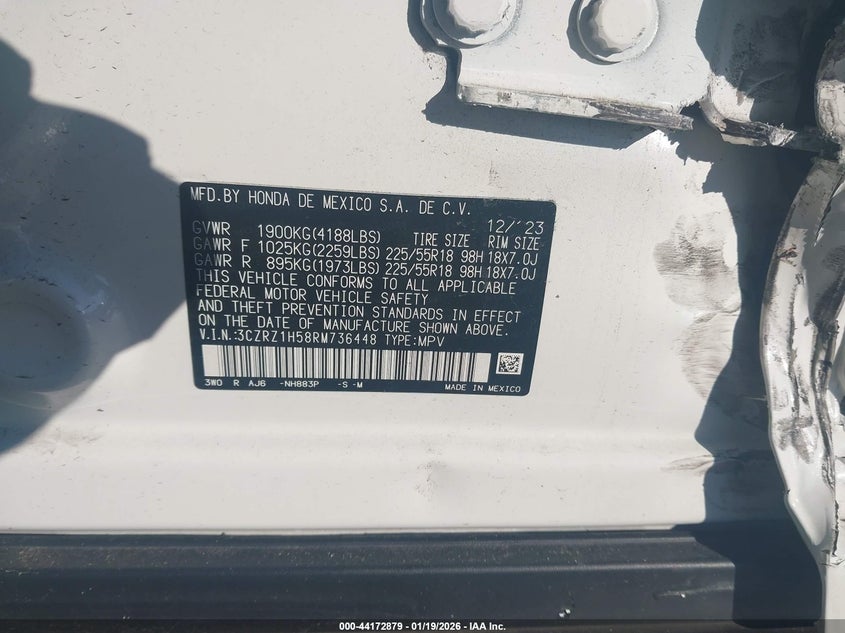 MFD.BY HONDA DE MEXICO S.A. DE C.V.
12/'23
GVWR 1900KG(4188LBS) TIRE SIZE RIM SIZE
GAWR F 1025KG(2259LBS) 225/55R18 98H 18X7.0J
GAWR R 895KG(1973LBS) 225/55R18 98H 18X7.0J
THIS VEHICLE CONFORMS TO ALL APPLICABLE
FEDERAL MOTOR VEHICLE SAFETY
AND THEFT PREVENTION STANDARDS IN EFFECT
ON THE DATE OF MANUFACTURE SHOWN ABOVE.
V.I.N.:3CZRZ1H58RM736448 TYPE:MPV
3W0 R AJ6 -NH883P -S -M MADE IN MEXICO
000-44172879 - 01/19/2026 - IAA Inc.